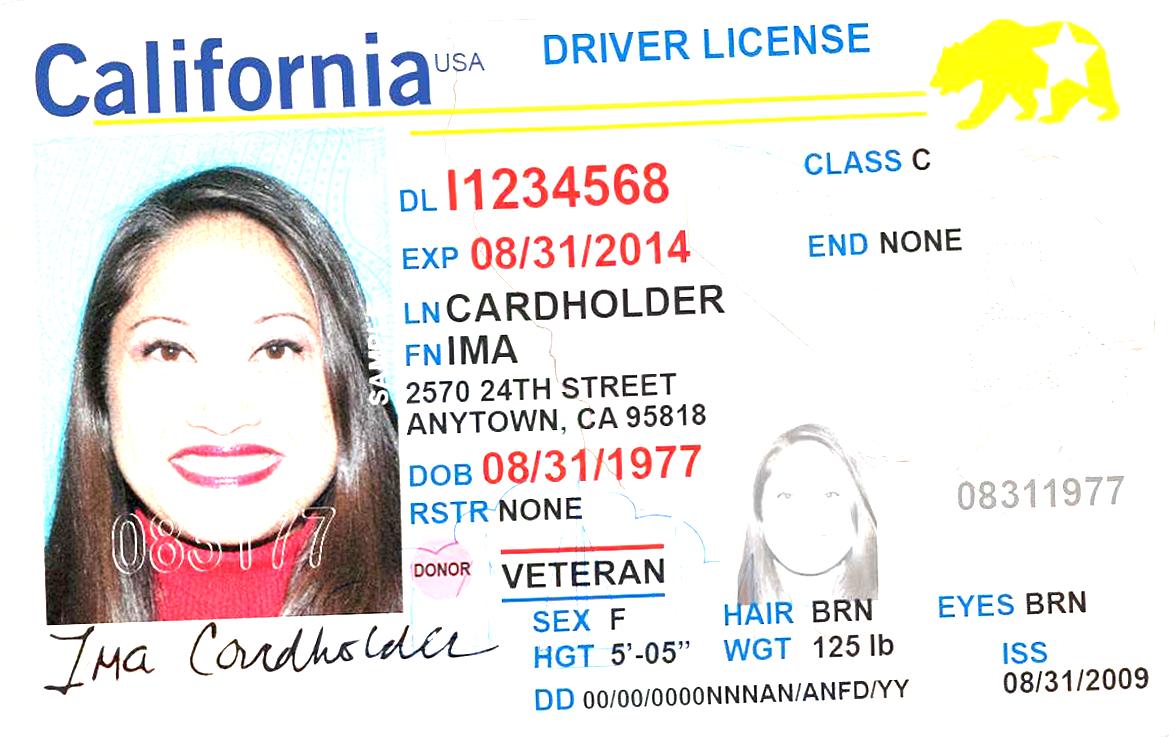 California USA DRIVER LICENSE
DL I1234568 CLASS C
EXP 08/31/2014 END NONE
LN CARDHOLDER
FN IMA
2570 24TH STREET
ANYTOWN, CA 95818
DOB 08/31/1977
RSTR NONE
08311977
083177
DONOR VETERAN
SEX F HAIR BRN EYES BRN
HGT 5'-05" WGT 125 lb ISS
DD 00/00/0000NNNAN/ANFD/YY 08/31/2009
Ima Cardholder